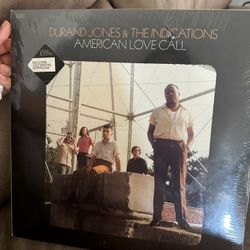 DURAND JONES & THE INDICATIONS
AMERICAN LOVE CALL